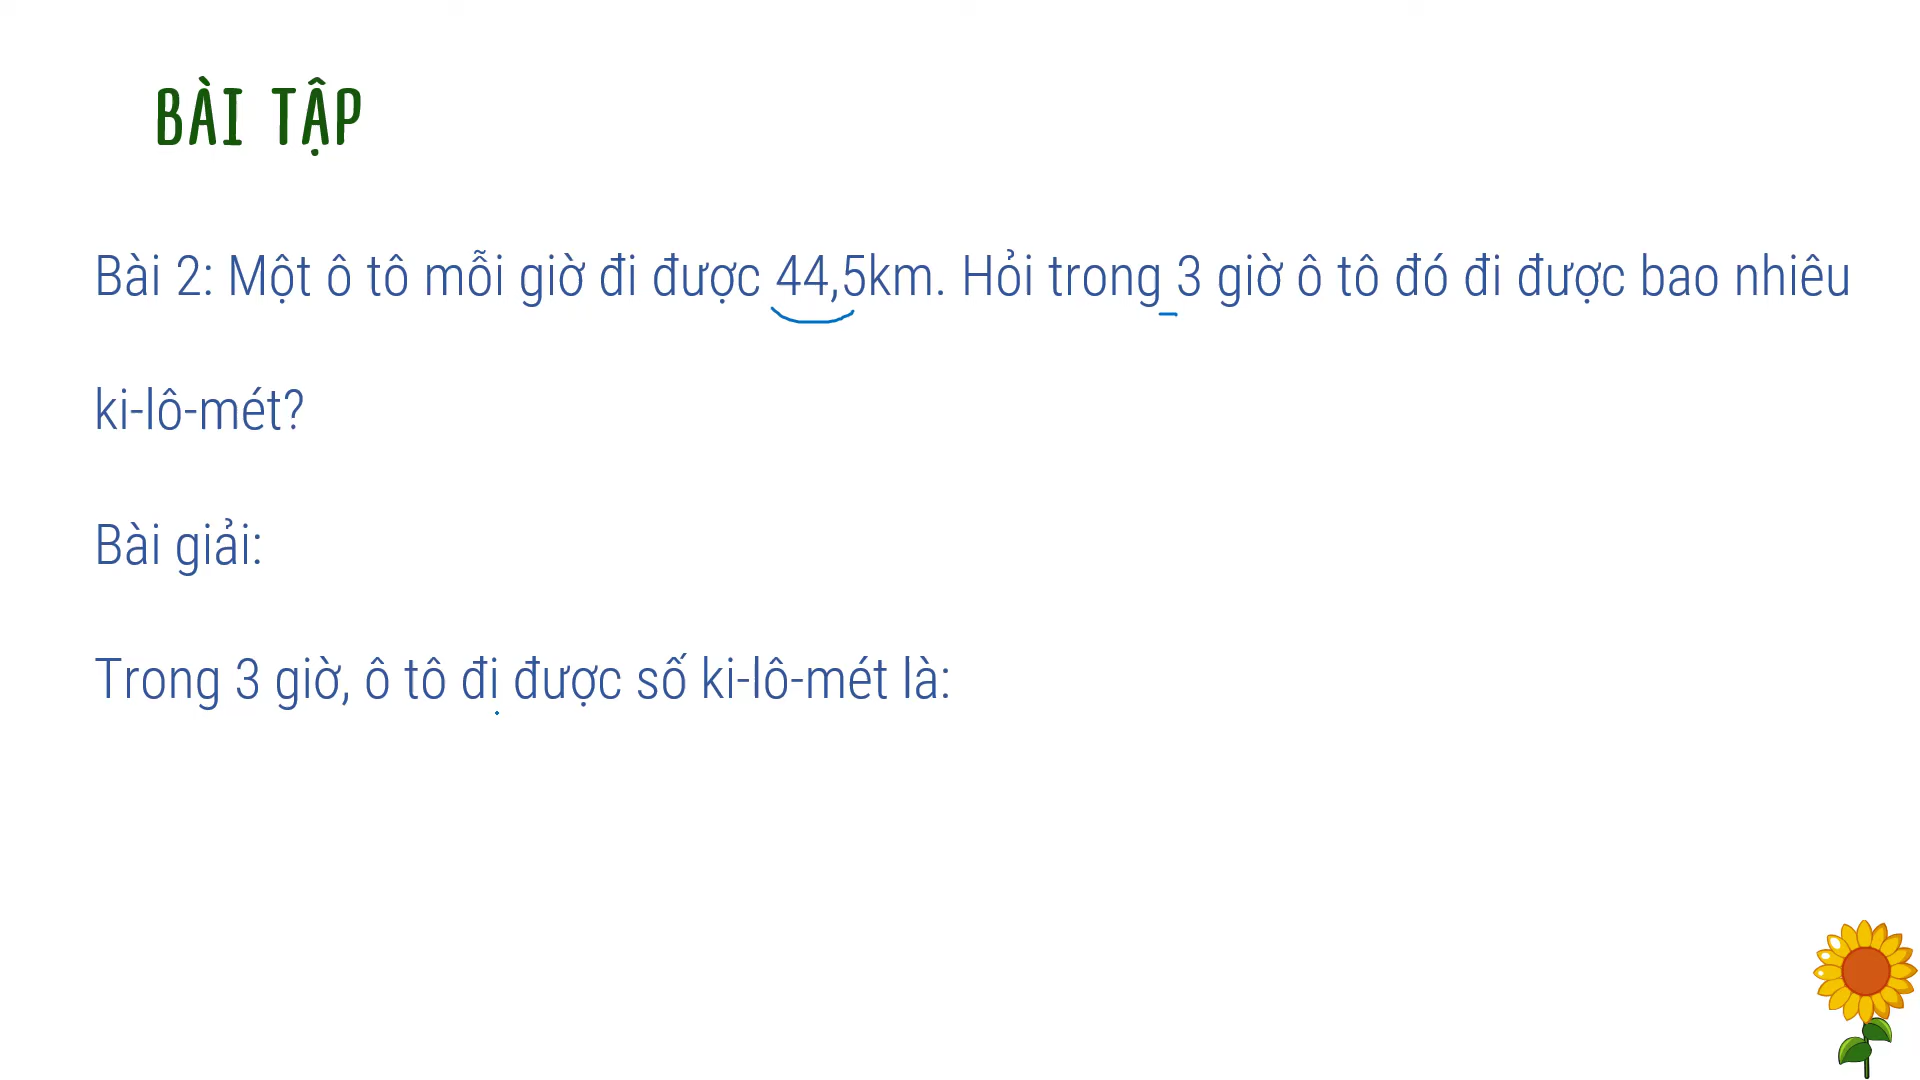 BÀI TẬP
Bài 2: Một ô tô mỗi giờ đi được 44,5km. Hỏi trong 3 giờ ô tô đó đi được bao nhiêu
ki-lô-mét?
Bài giải:
Trong 3 giờ, ô tô đi được số ki-lô-mét là: